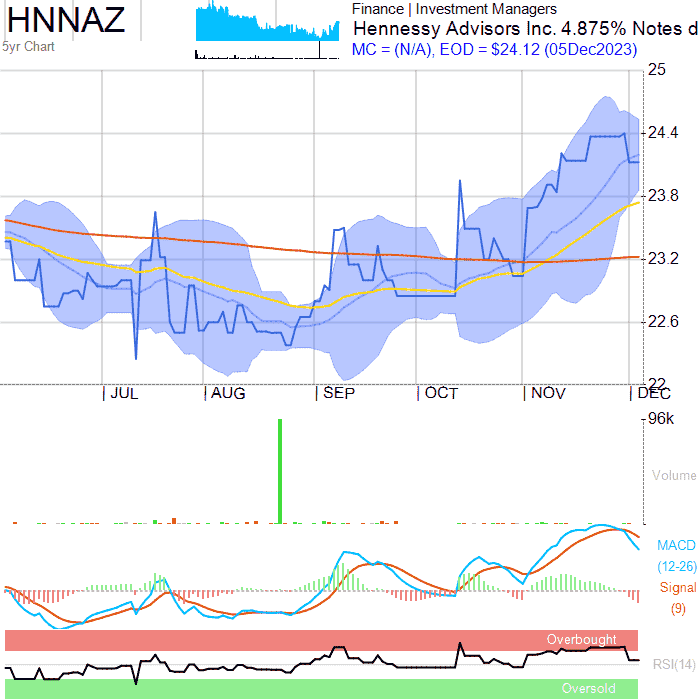 HNNAZ
5yr Chart
Finance | Investment Managers
Hennessy Advisors Inc. 4.875% Notes d
MC = (N/A), EOD = $24.12 (05Dec2023)
25
24.4
23.8
23.2
22.6
22
JUL AUG SEP OCT NOV DEC
96k
Volume
MACD
(12-26)
Signal
(9)
Overbought
RSI(14)
Oversold